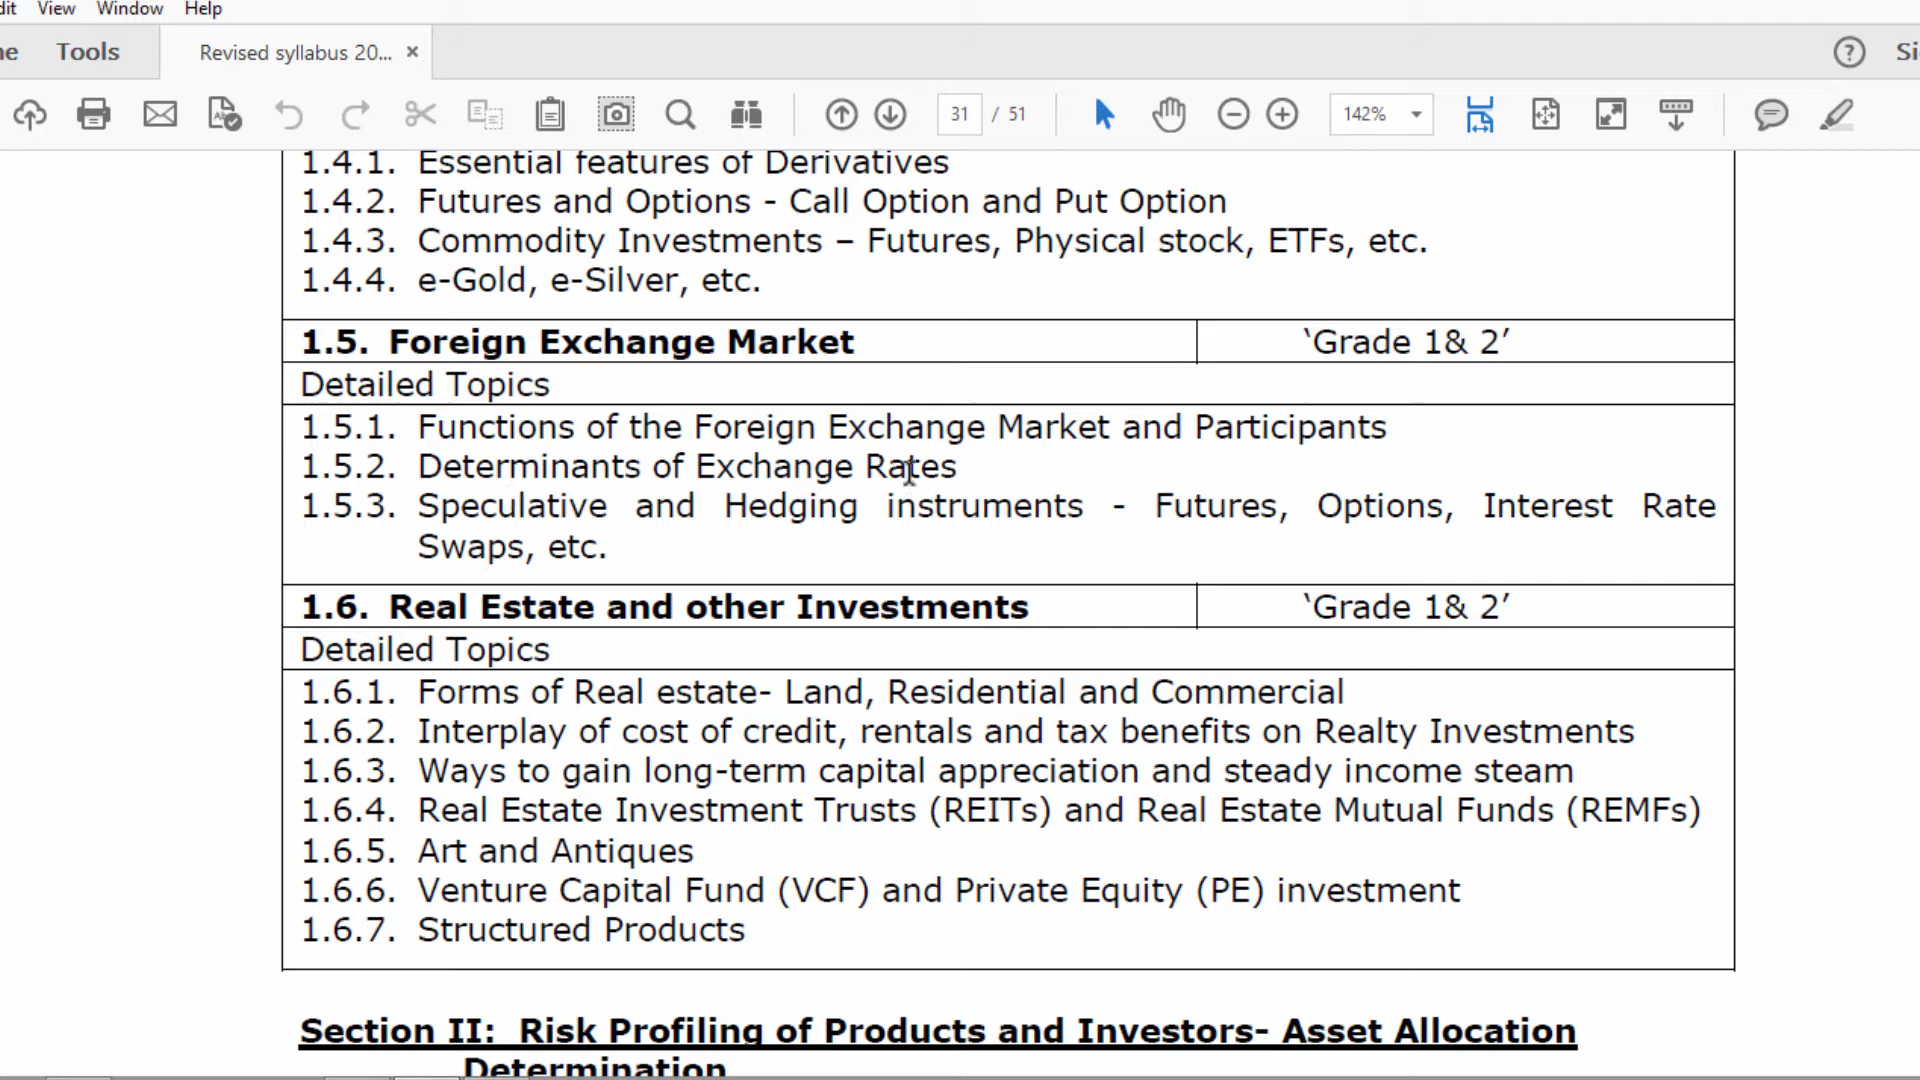 dit View Window Help
ne Tools Revised syllabus 20... × ? Si
31 / 51 142%
1.4.1. Essential features of Derivatives
1.4.2. Futures and Options - Call Option and Put Option
1.4.3. Commodity Investments – Futures, Physical stock, ETFs, etc.
1.4.4. e-Gold, e-Silver, etc.
1.5. Foreign Exchange Market ‘Grade 1& 2’
Detailed Topics
1.5.1. Functions of the Foreign Exchange Market and Participants
1.5.2. Determinants of Exchange Rates
1.5.3. Speculative and Hedging instruments - Futures, Options, Interest Rate
Swaps, etc.
1.6. Real Estate and other Investments ‘Grade 1& 2’
Detailed Topics
1.6.1. Forms of Real estate- Land, Residential and Commercial
1.6.2. Interplay of cost of credit, rentals and tax benefits on Realty Investments
1.6.3. Ways to gain long-term capital appreciation and steady income steam
1.6.4. Real Estate Investment Trusts (REITs) and Real Estate Mutual Funds (REMFs)
1.6.5. Art and Antiques
1.6.6. Venture Capital Fund (VCF) and Private Equity (PE) investment
1.6.7. Structured Products
Section II: Risk Profiling of Products and Investors- Asset Allocation
Determination